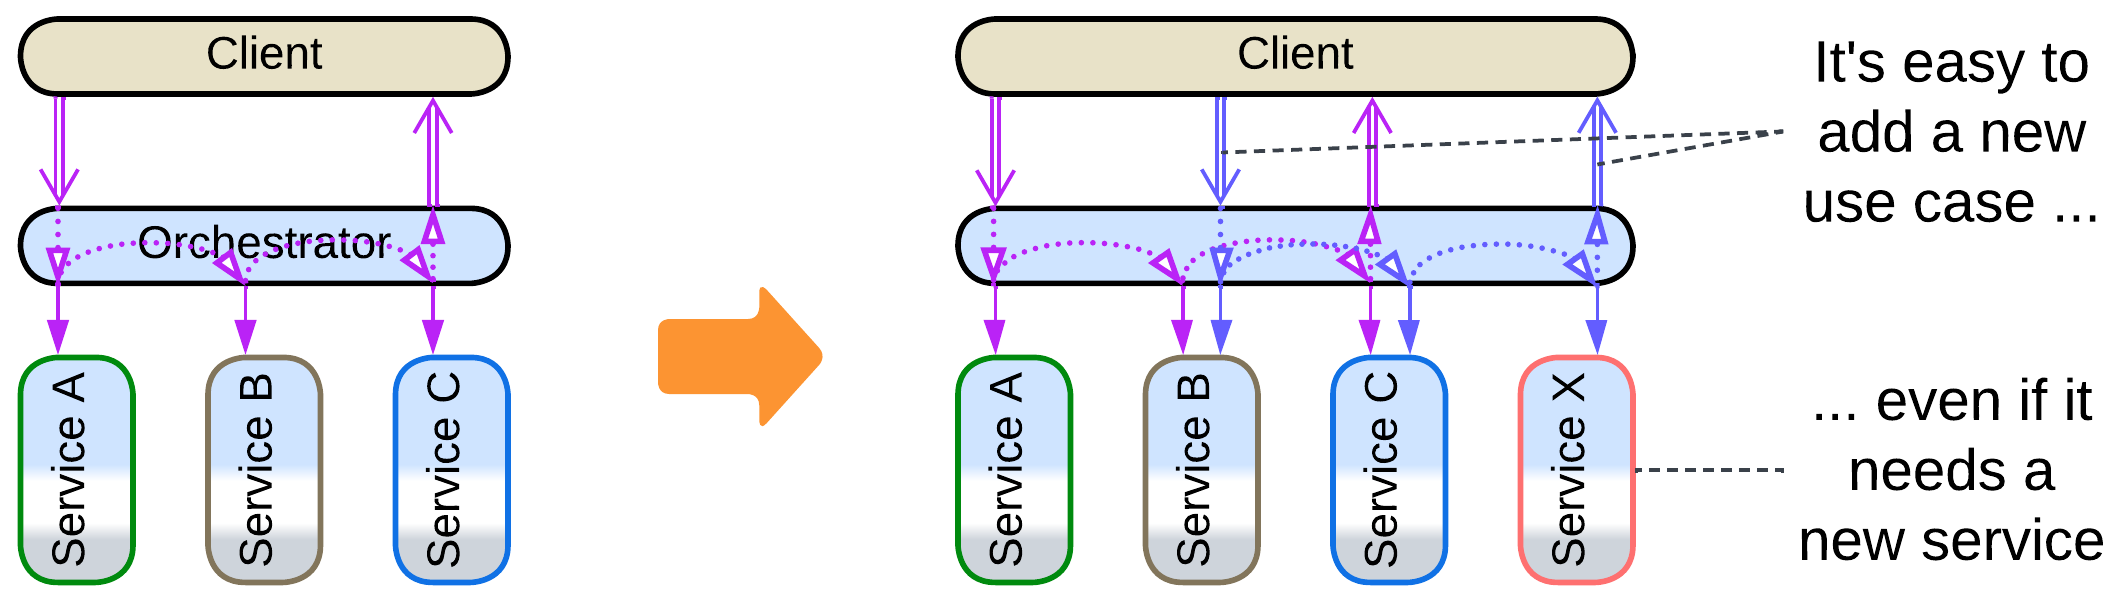 Client
Orchestrator
Service A
Service B
Service C
Client
Service A
Service B
Service C
Service X
It's easy to
add a new
use case ...
... even if it
needs a
new service